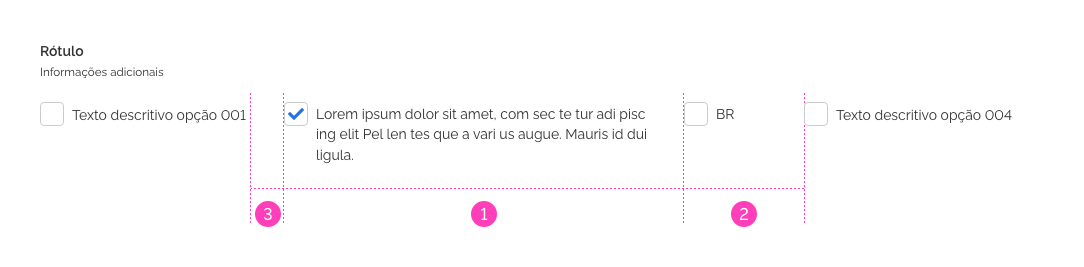 Rótulo
Informações adicionais
Texto descritivo opção 001
Lorem ipsum dolor sit amet, com sec te tur adi pisc
ing elit Pel len tes que a vari us augue. Mauris id dui
ligula.
BR
Texto descritivo opção 004
3
1
2